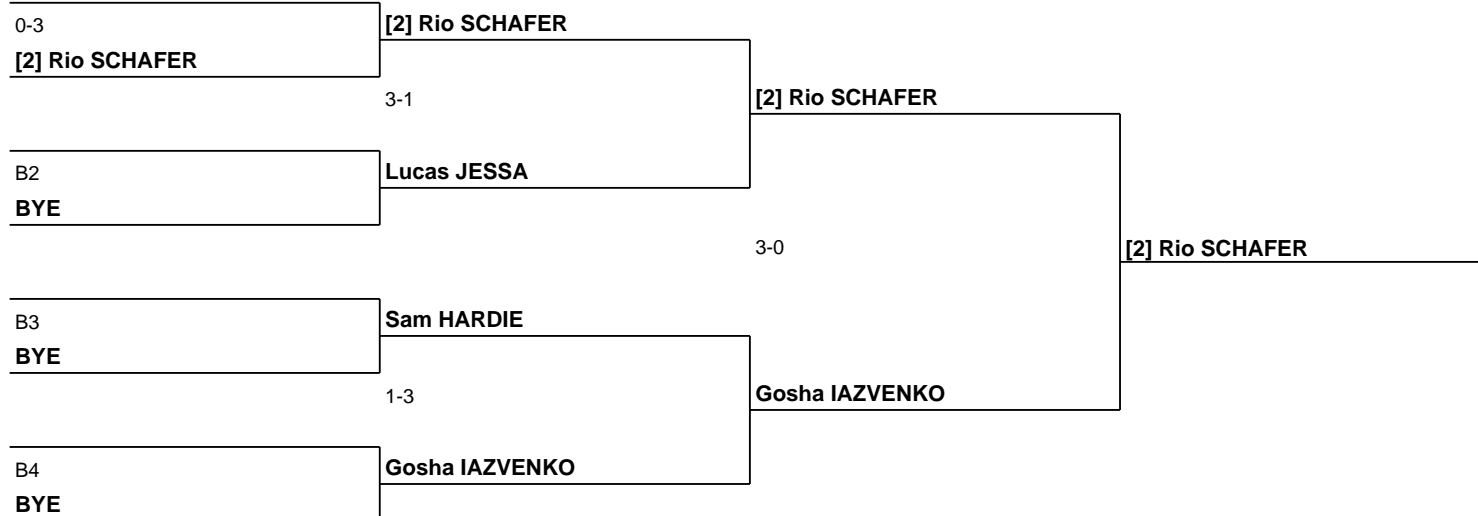 0-3
[2] Rio SCHAFER
[2] Rio SCHAFER
3-1
[2] Rio SCHAFER
B2
Lucas JESSA
BYE
3-0
[2] Rio SCHAFER
B3
Sam HARDIE
BYE
1-3
Gosha IAZVENKO
B4
Gosha IAZVENKO
BYE